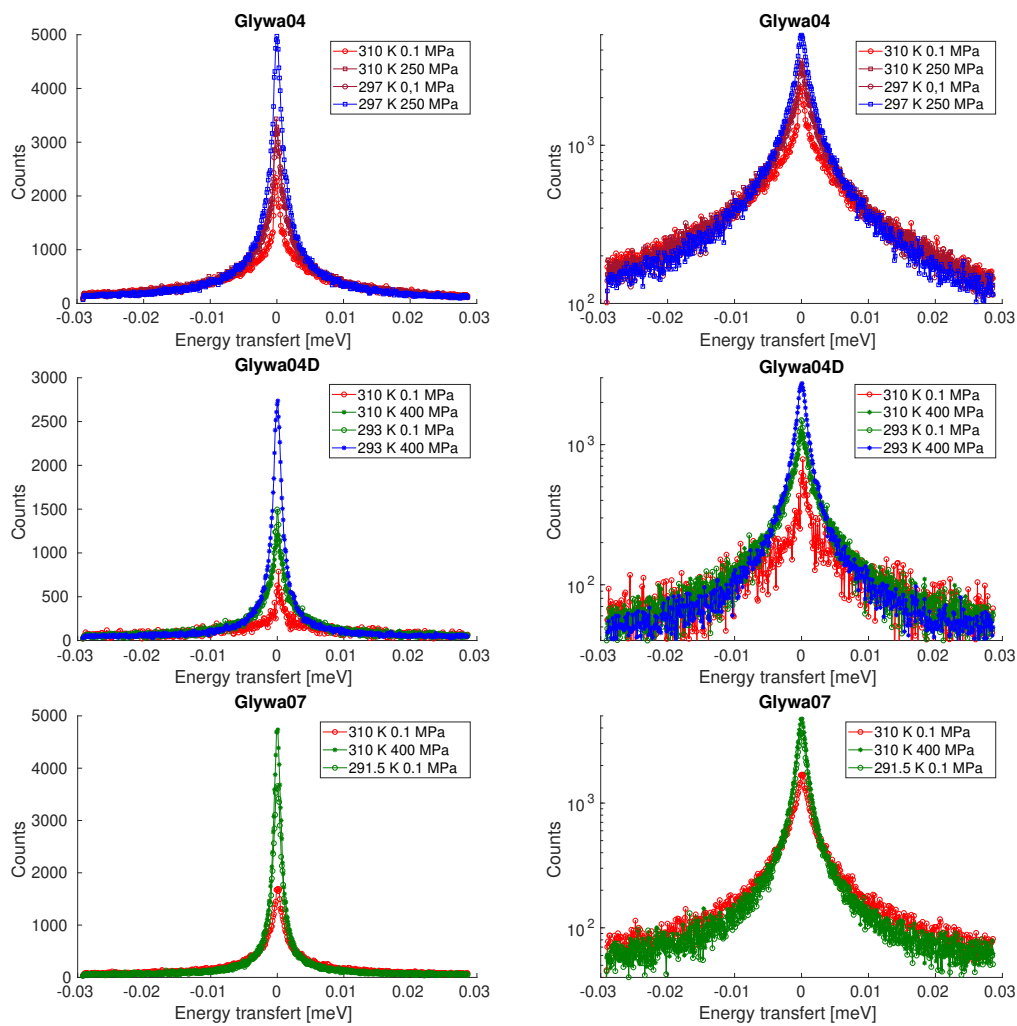 Glywa04
Counts
5000
4000
3000
2000
1000
0
310 K 0.1 MPa
310 K 250 MPa
297 K 0,1 MPa
297 K 250 MPa
-0.03 -0.02 -0.01 0 0.01 0.02 0.03
Energy transfert [meV]
Glywa04
Counts
10^3
10^2
310 K 0.1 MPa
310 K 250 MPa
297 K 0,1 MPa
297 K 250 MPa
-0.03 -0.02 -0.01 0 0.01 0.02 0.03
Energy transfert [meV]
Glywa04D
Counts
3000
2500
2000
1500
1000
500
0
310 K 0.1 MPa
310 K 400 MPa
293 K 0.1 MPa
293 K 400 MPa
-0.03 -0.02 -0.01 0 0.01 0.02 0.03
Energy transfert [meV]
Glywa04D
Counts
10^3
10^2
310 K 0.1 MPa
310 K 400 MPa
293 K 0.1 MPa
293 K 400 MPa
-0.03 -0.02 -0.01 0 0.01 0.02 0.03
Energy transfert [meV]
Glywa07
Counts
5000
4000
3000
2000
1000
0
310 K 0.1 MPa
310 K 400 MPa
291.5 K 0.1 MPa
-0.03 -0.02 -0.01 0 0.01 0.02 0.03
Energy transfert [meV]
Glywa07
Counts
10^3
10^2
310 K 0.1 MPa
310 K 400 MPa
291.5 K 0.1 MPa
-0.03 -0.02 -0.01 0 0.01 0.02 0.03
Energy transfert [meV]